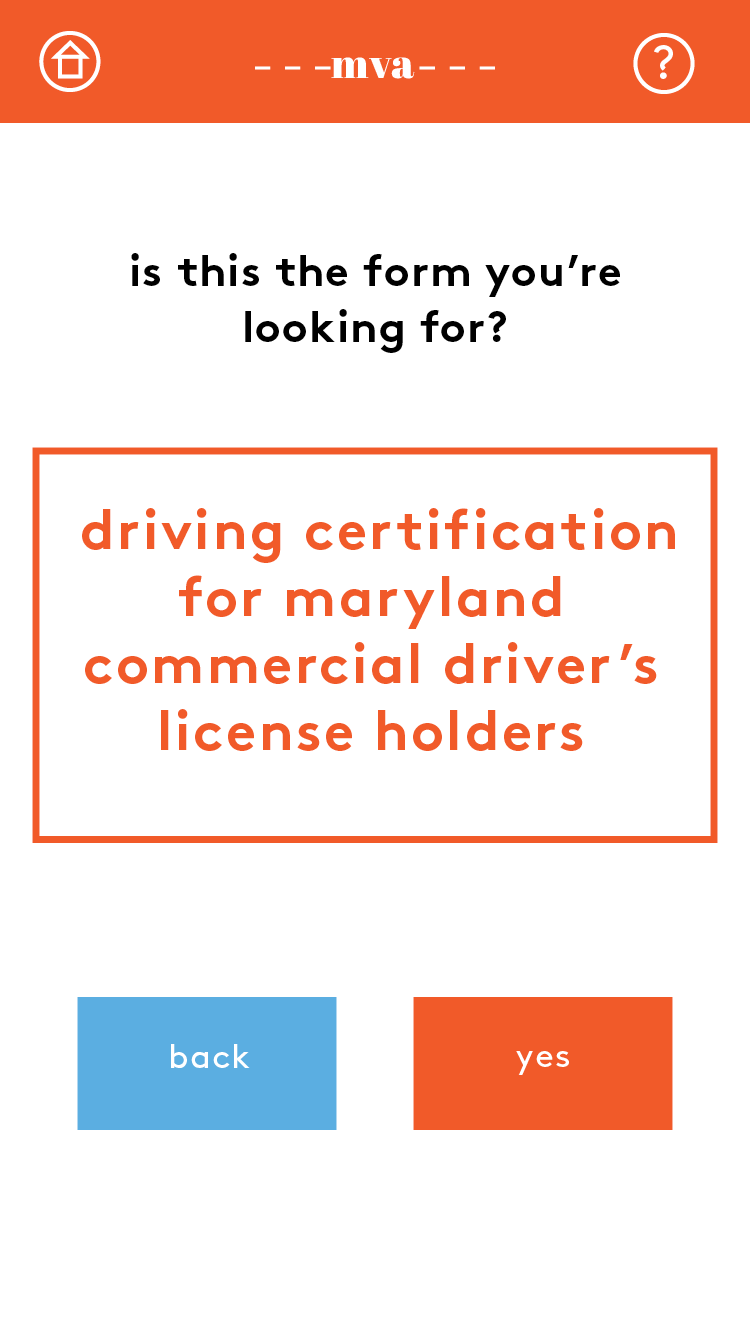 ---mva---
?
is this the form you’re
looking for?
driving certification
for maryland
commercial driver’s
license holders
back
yes